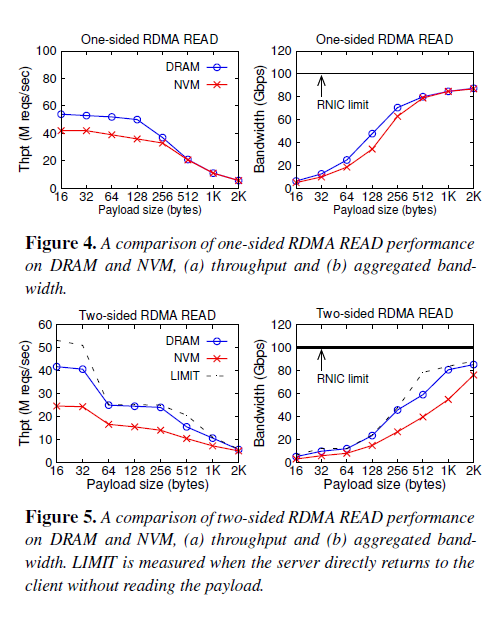 One-sided RDMA READ
100
80
60
40
20
0
Thpt (M reqs/sec)
DRAM
NVM
16 32 64 128 256 512 1K 2K
Payload size (bytes)
One-sided RDMA READ
120
100
80
60
40
20
0
Bandwidth (Gbps)
RNIC limit
16 32 64 128 256 512 1K 2K
Payload size (bytes)
Figure 4. A comparison of one-sided RDMA READ performance
on DRAM and NVM, (a) throughput and (b) aggregated band-
width.
Two-sided RDMA READ
60
50
40
30
20
10
0
Thpt (M reqs/sec)
DRAM
NVM
LIMIT
16 32 64 128 256 512 1K 2K
Payload size (bytes)
Two-sided RDMA READ
120
100
80
60
40
20
0
Bandwidth (Gbps)
RNIC limit
16 32 64 128 256 512 1K 2K
Payload size (bytes)
Figure 5. A comparison of two-sided RDMA READ performance
on DRAM and NVM, (a) throughput and (b) aggregated band-
width. LIMIT is measured when the server directly returns to the
client without reading the payload.